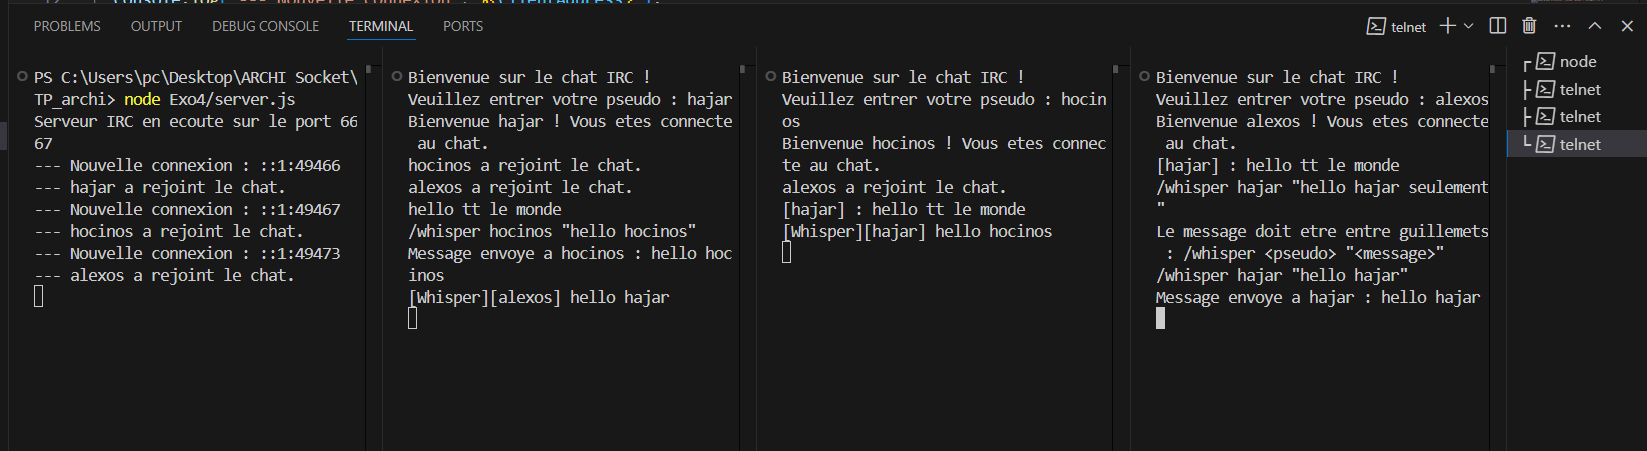 PROBLEMS OUTPUT DEBUG CONSOLE TERMINAL PORTS
telnet
PS C:\Users\pc\Desktop\ARCHI Socket\
TP_archi> node Exo4/server.js
Serveur IRC en ecoute sur le port 66
67
--- Nouvelle connexion : ::1:49466
--- hajar a rejoint le chat.
--- Nouvelle connexion : ::1:49467
--- hocinos a rejoint le chat.
--- Nouvelle connexion : ::1:49473
--- alexos a rejoint le chat.
Bienvenue sur le chat IRC !
Veuillez entrer votre pseudo : hajar
Bienvenue hajar ! Vous etes connecte
au chat.
hocinos a rejoint le chat.
alexos a rejoint le chat.
hello tt le monde
/whisper hocinos "hello hocinos"
Message envoye a hocinos : hello hoc
inos
[Whisper][alexos] hello hajar
Bienvenue sur le chat IRC !
Veuillez entrer votre pseudo : hocin
os
Bienvenue hocinos ! Vous etes connec
te au chat.
alexos a rejoint le chat.
[hajar] : hello tt le monde
[Whisper][hajar] hello hocinos
Bienvenue sur le chat IRC !
Veuillez entrer votre pseudo : alexos
Bienvenue alexos ! Vous etes connecte
au chat.
[hajar] : hello tt le monde
/whisper hajar "hello hajar seulement
"
Le message doit etre entre guillemets
: /whisper <pseudo> "<message>"
/whisper hajar "hello hajar"
Message envoye a hajar : hello hajar
node
telnet
telnet
telnet